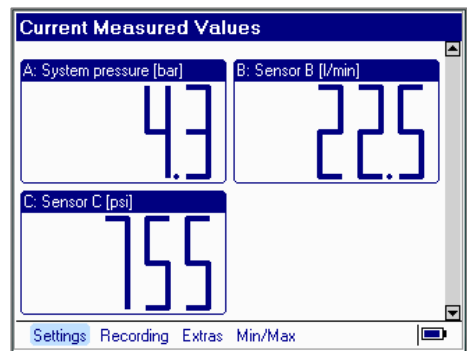 Current Measured Values
A: System pressure [bar]
4.3
B: Sensor B [l/min]
22.5
C: Sensor C [psi]
755
Settings Recording Extras Min/Max